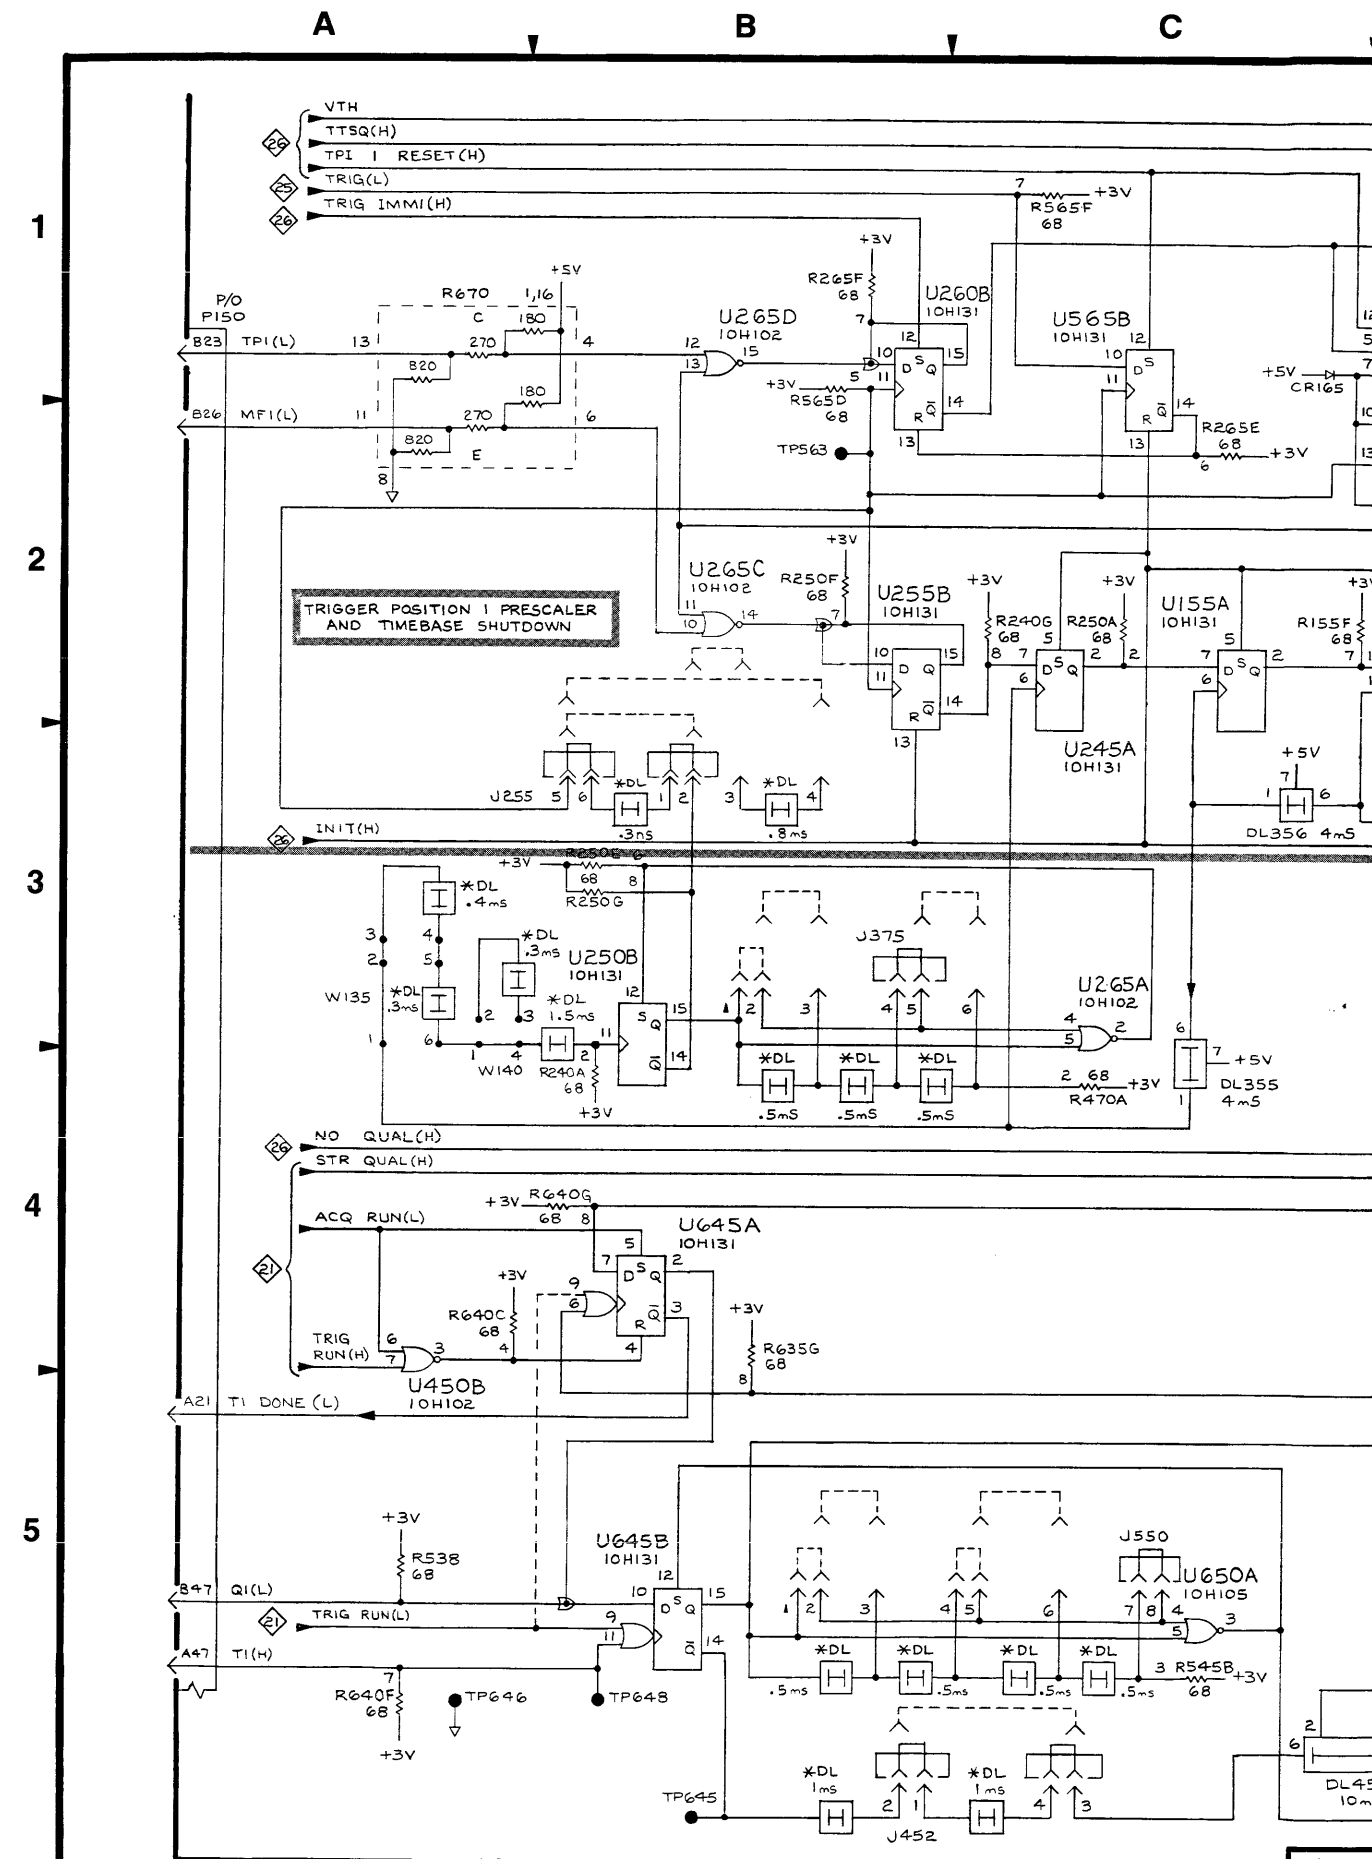 A B C
VTH
TTSQ(H)
26
TPI 1 RESET(H)
25 TRIG(L)
7 +3V
R565F
68
26 TRIG IMMI(H)
1
+3V
R265F
68
7
U260B
10H131
12
+5V
R670 1,16
C 180
P/O
P150
U265D
10H102
U565B
10H131
12
B23 TPI(L) 13 270 4 12 15 10 D S Q 15
13
820
5 11
10 D S
11
+5V
CR165
+3V
R565D
68
180
R Q̄ 14
R Q̄ 14
B26 MFI(L) 11 270 6
820
E
8
13
13
R265E
68
+3V
6
TP563
2
+3V
U265C
10H102
R250F
68
U255B
10H131
+3V
+3V
U155A
10H131
TRIGGER POSITION 1 PRESCALER
AND TIMEBASE SHUTDOWN
11
10
14
7
R240G
68
8
5
R250A
68
5
R155F
68
7
10 D Q 15
11
7 D S Q 2
6
2
7 D S Q 2
6
R Q̄ 14
13
U245A
10H131
+5V
7
1 6
DL356 4mS
J255 5 6
*DL
.3ns
1 2
3
*DL
.8ms
4
26 INIT(H)
3
+3V
R250E 6
68 8
R250G
*DL
.4ms
3 4
2 5
W135
*DL
.3ms
1 6
*DL
.3ms
2 3
1 4
W140
*DL
1.5ms
2
R240A
68
+3V
U250B
10H131
12
11
S Q 15
Q̄ 14
J375
2 3 4 5 6
*DL *DL *DL
.5mS .5mS .5mS
U265A
10H102
4
5
2
2 68 +3V
R470A
6
7 +5V
DL355
4mS
1
26 NO QUAL(H)
STR QUAL(H)
4
+3V R640G
68 8
ACQ RUN(L)
U645A
10H131
5
7 D S Q 2
21
9
6
Q̄ 3
R
4
+3V
R640C
68
4
+3V
R635G
68
8
TRIG
RUN(H)
6
7
3
U450B
10H102
A21 T1 DONE (L)
5
+3V
R538
68
U645B
10H131
12
B47 Q1(L)
10 D S Q 15
21 TRIG RUN(L)
9
11
Q̄ 14
A47 T1(H)
7
R640F
68
+3V
TP646
TP648
J550
U650A
10H105
2 3 4 5 6 7 8 4
5
3
*DL *DL *DL *DL
.5ms .5ms .5ms .5ms
3 R545B
68
+3V
TP645
*DL
1ms
2 1
J452
*DL
1ms
4 3
2
6